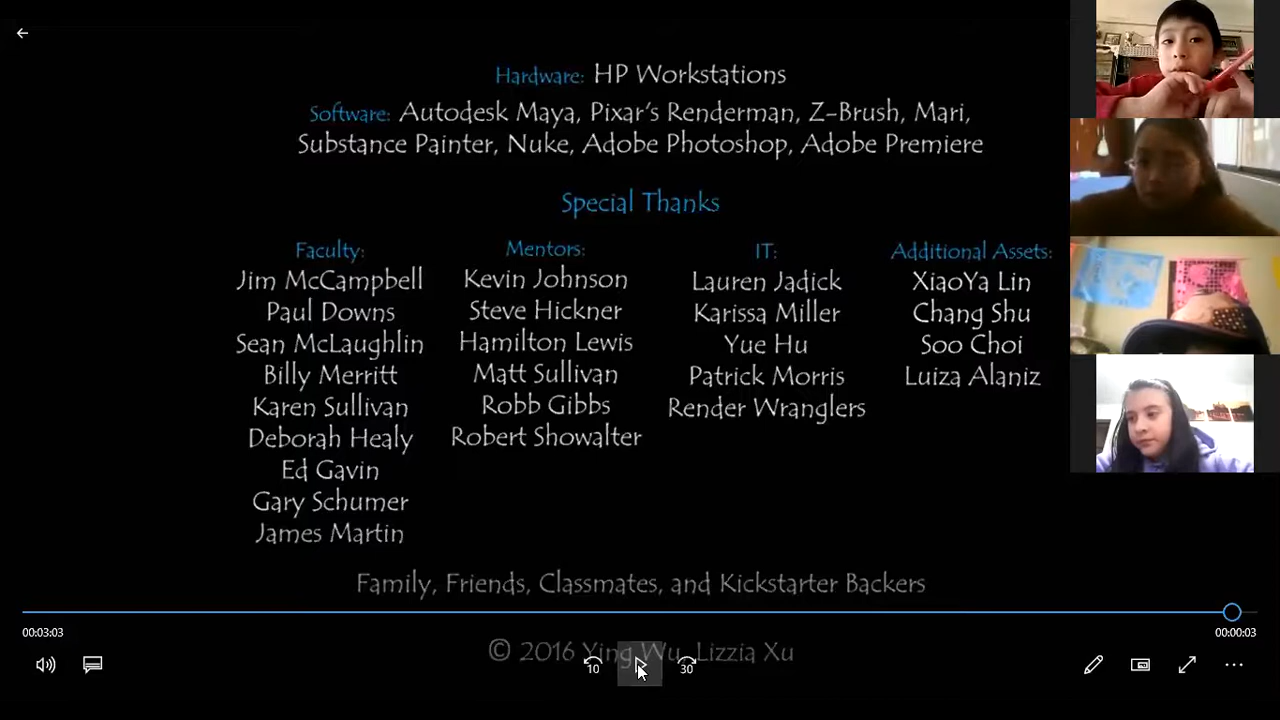 Hardware: HP Workstations
Software: Autodesk Maya, Pixar's Renderman, Z-Brush, Mari,
Substance Painter, Nuke, Adobe Photoshop, Adobe Premiere
Special Thanks
Faculty:
Jim McCampbell
Paul Downs
Sean McLaughlin
Billy Merritt
Karen Sullivan
Deborah Healy
Ed Gavin
Gary Schumer
James Martin
Mentors:
Kevin Johnson
Steve Hickner
Hamilton Lewis
Matt Sullivan
Robb Gibbs
Robert Showalter
IT:
Lauren Jadick
Karissa Miller
Yue Hu
Patrick Morris
Render Wranglers
Additional Assets:
XiaoYa Lin
Chang Shu
Soo Choi
Luiza Alaniz
Family, Friends, Classmates, and Kickstarter Backers
00:03:03
00:00:03
© 2016 Ying Wu, Lizzia Xu
10
30